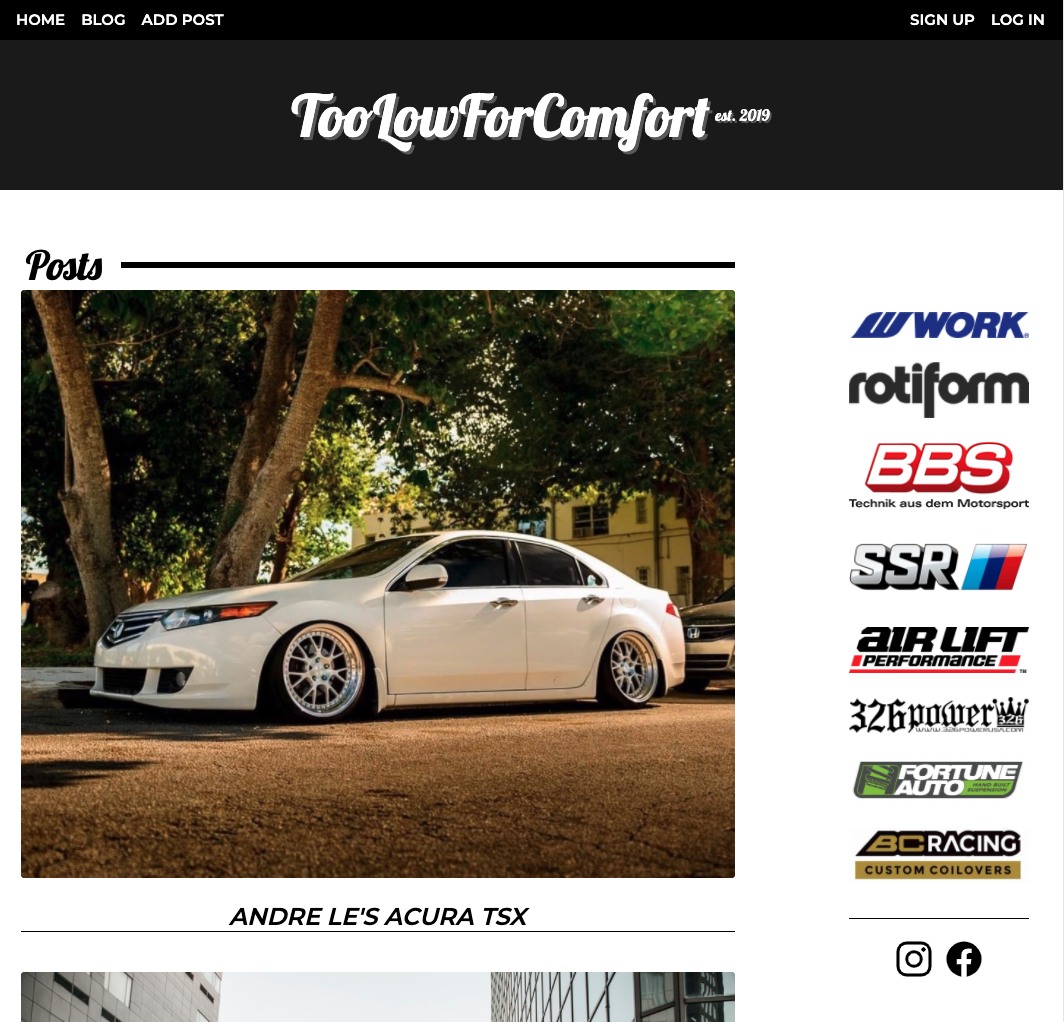 HOME BLOG ADD POST SIGN UP LOG IN
TooLowForComfort est. 2019
Posts
WORK
rotiform
BBS
Technik aus dem Motorsport
SSR
AIR LIFT
PERFORMANCE ™
326power 326
WWW.326POWERUSA.COM
FORTUNE
AUTO HAND BUILT
SUSPENSION
BC RACING
CUSTOM COILOVERS
ANDRE LE'S ACURA TSX